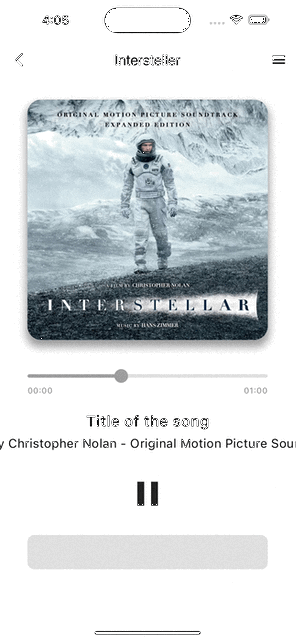 4:06
Intersteller
ORIGINAL MOTION PICTURE SOUNDTRACK
EXPANDED EDITION
A FILM BY CHRISTOPHER NOLAN
INTERSTELLAR
MUSIC BY HANS ZIMMER
00:00
01:00
Title of the song
y Christopher Nolan - Original Motion Picture Sou